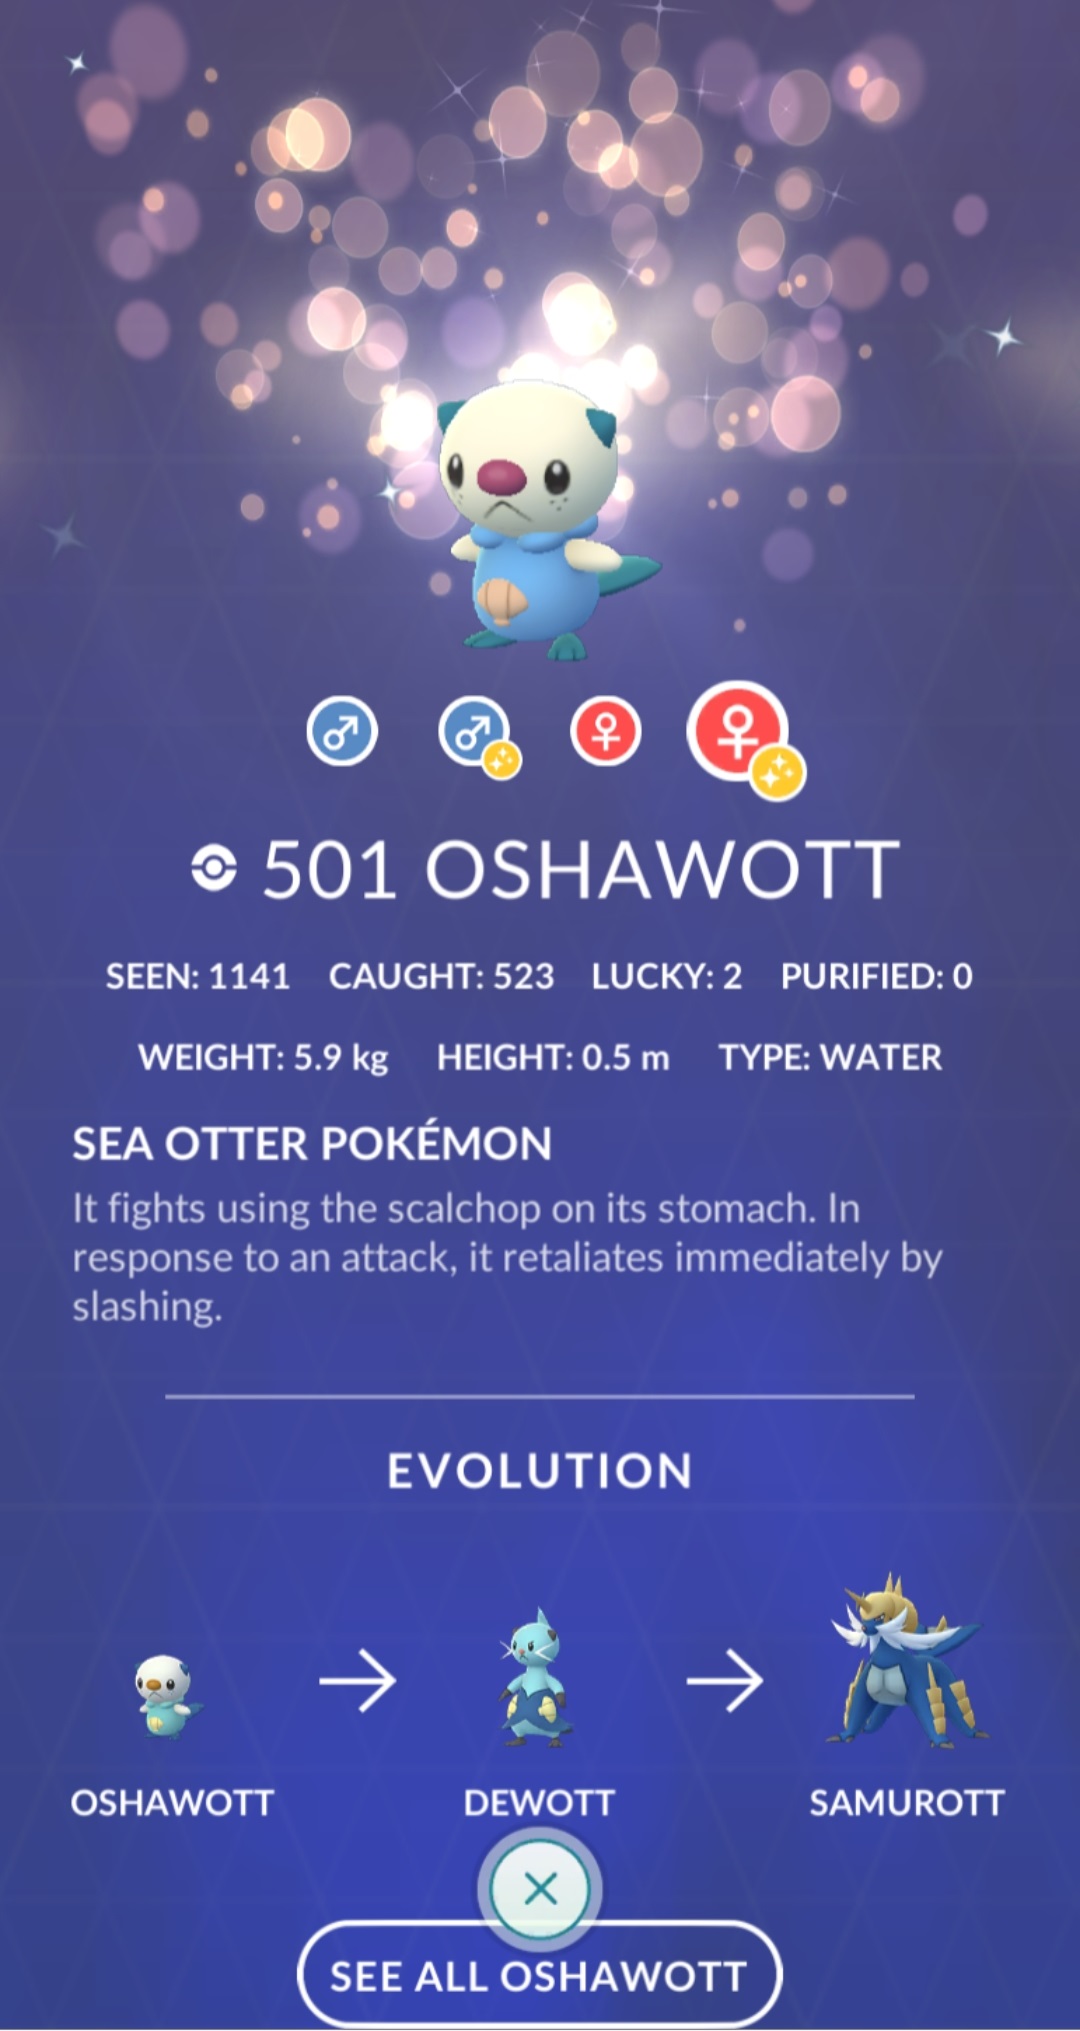 501 OSHAWOTT
SEEN: 1141 CAUGHT: 523 LUCKY: 2 PURIFIED: 0
WEIGHT: 5.9 kg HEIGHT: 0.5 m TYPE: WATER
SEA OTTER POKÉMON
It fights using the scalchop on its stomach. In
response to an attack, it retaliates immediately by
slashing.
EVOLUTION
OSHAWOTT DEWOTT SAMUROTT
SEE ALL OSHAWOTT